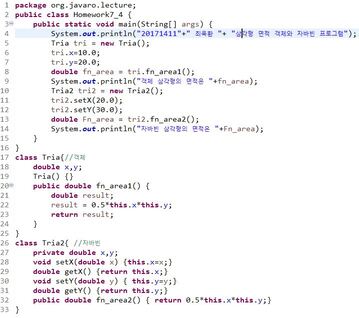 1 package org.javaro.lecture;
2 public class Homework7_4 {
3 public static void main(String[] args) {
4 System.out.println("20171411"+" 최욱환 "+ "삼각형 면적 객체와 자바빈 프로그램");
5 Tria tri = new Tria();
6 tri.x=10.0;
7 tri.y=20.0;
8 double fn_area = tri.fn_area1();
9 System.out.println("객체 삼각형의 면적은 "+fn_area);
10 Tria2 tri2 = new Tria2();
11 tri2.setX(20.0);
12 tri2.setY(30.0);
13 double Fn_area = tri2.fn_area2();
14 System.out.println("자바빈 삼각형의 면적은 "+Fn_area);
15 }
16 }
17 class Tria{//객체
18 double x,y;
19 Tria() {}
20 public double fn_area1() {
21 double result;
22 result = 0.5*this.x*this.y;
23 return result;
24 }
25 }
26 class Tria2{ //자바빈
27 private double x,y;
28 void setX(double x) {this.x=x;}
29 double getX() {return this.x;}
30 void setY(double y) { this.y=y;}
31 double getY() {return this.y;}
32 public double fn_area2() { return 0.5*this.x*this.y;}
33 }